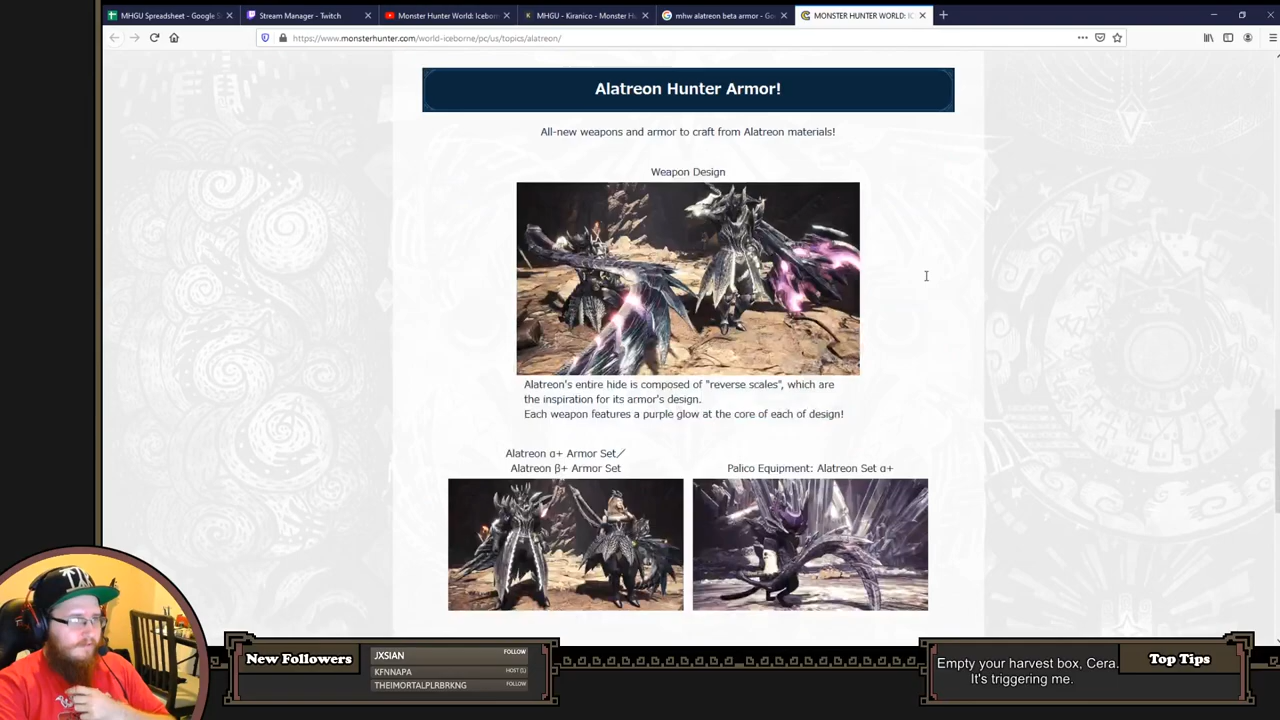 MHGU Spreadsheet - Google S
Stream Manager - Twitch
Monster Hunter World: Iceborn
MHGU - Kiranico - Monster Hu
mhw alatreon beta armor - Goo
MONSTER HUNTER WORLD: IC
https://www.monsterhunter.com/world-iceborne/pc/us/topics/alatreon/
Alatreon Hunter Armor!
All-new weapons and armor to craft from Alatreon materials!
Weapon Design
Alatreon's entire hide is composed of "reverse scales", which are
the inspiration for its armor's design.
Each weapon features a purple glow at the core of each of design!
Alatreon α+ Armor Set／
Alatreon β+ Armor Set
Palico Equipment: Alatreon Set α+
New Followers
JXSIAN FOLLOW
KFNNAPA HOST (5)
THEIMORTALPLRBRKNG FOLLOW
Empty your harvest box, Cera.
It's triggering me.
Top Tips